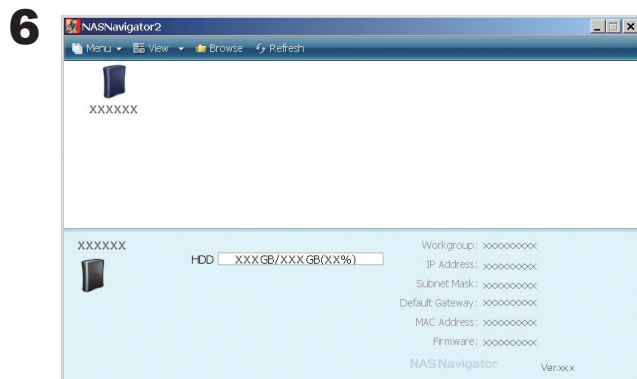 6
NASNavigator2
Menu View Browse Refresh
XXXXXX
XXXXXX
HDD XXXGB/XXXGB(XX%)
Workgroup: xxxxxxxxx
IP Address: xxxxxxxxx
Subnet Mask: xxxxxxxxx
Default Gateway: xxxxxxxxx
MAC Address: xxxxxxxxx
Firmware: xxxxxxxxx
NASNavigator Ver.xx.x